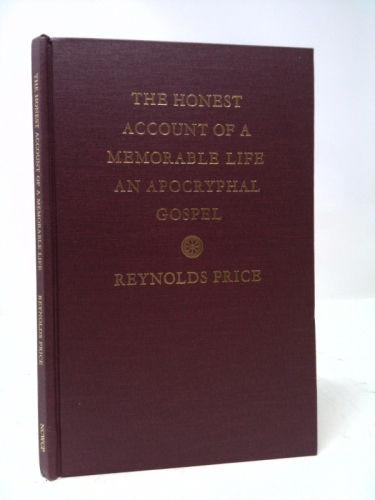 THE HONEST
ACCOUNT OF A
MEMORABLE LIFE
AN APOCRYPHAL
GOSPEL
REYNOLDS PRICE
THE HONEST ACCOUNT OF A MEMORABLE LIFE
REYNOLDS PRICE
NCWP